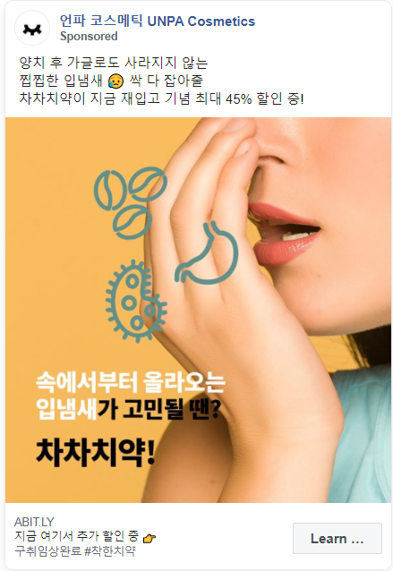 언파 코스메틱 UNPA Cosmetics
Sponsored
양치 후 가글로도 사라지지 않는
찝찝한 입냄새 😥 싹 다 잡아줄
차차치약이 지금 재입고 기념 최대 45% 할인 중!
속에서부터 올라오는
입냄새가 고민될 땐?
차차치약!
ABIT.LY
지금 여기서 추가 할인 중 👉
구취임상완료 #착한치약
Learn ...